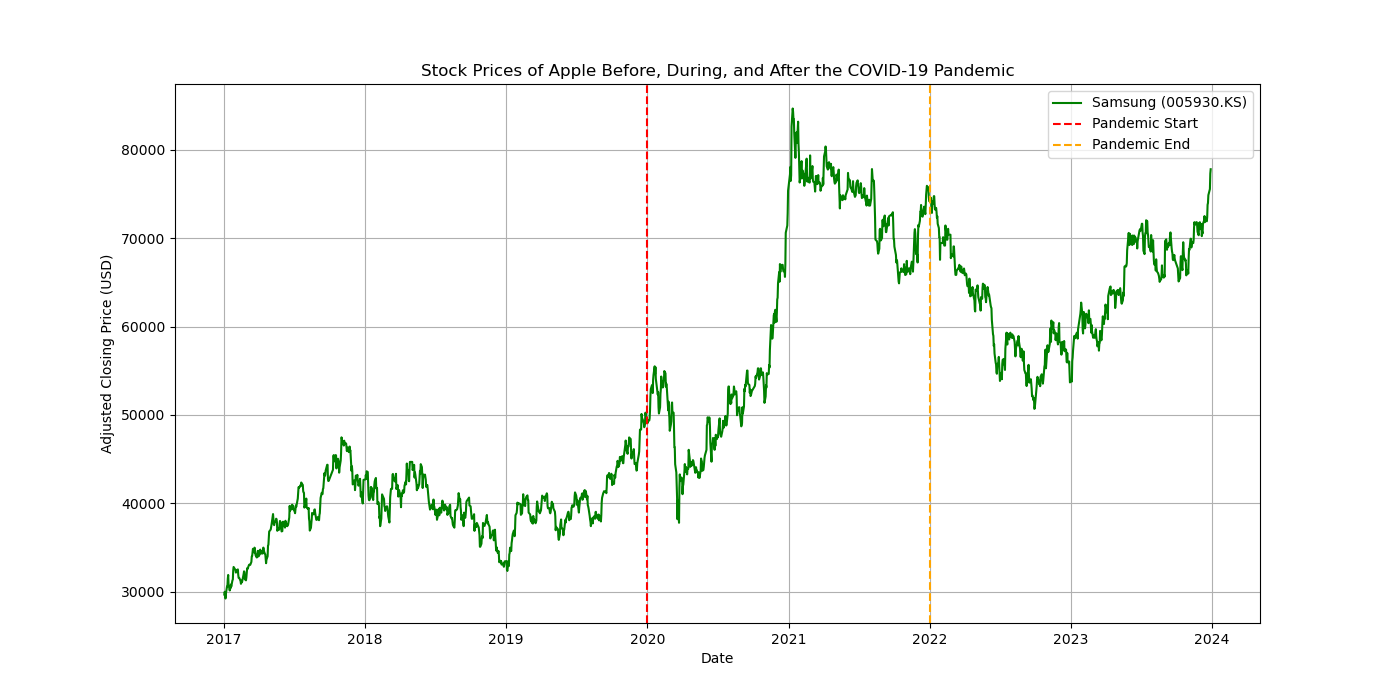 Stock Prices of Apple Before, During, and After the COVID-19 Pandemic
Samsung (005930.KS)
Pandemic Start
Pandemic End
Adjusted Closing Price (USD)
80000
70000
60000
50000
40000
30000
2017 2018 2019 2020 2021 2022 2023 2024
Date